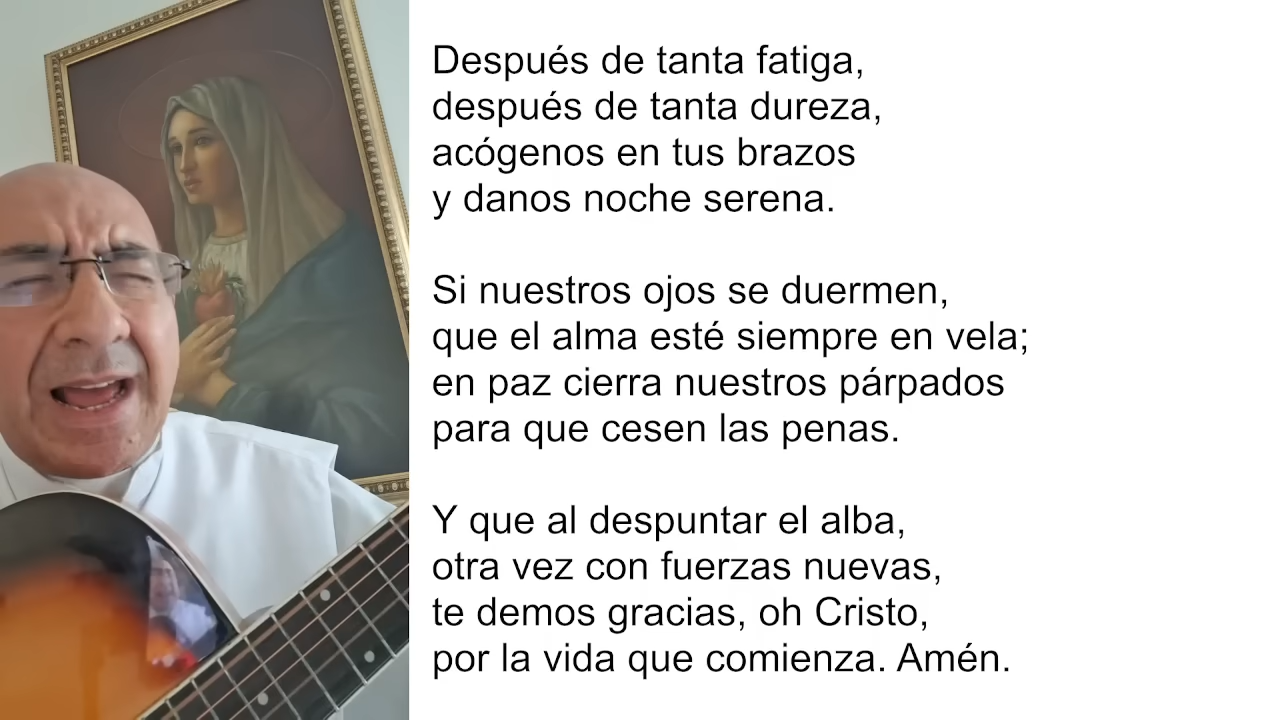 Después de tanta fatiga,
después de tanta dureza,
acógenos en tus brazos
y danos noche serena.
Si nuestros ojos se duermen,
que el alma esté siempre en vela;
en paz cierra nuestros párpados
para que cesen las penas.
Y que al despuntar el alba,
otra vez con fuerzas nuevas,
te demos gracias, oh Cristo,
por la vida que comienza. Amén.